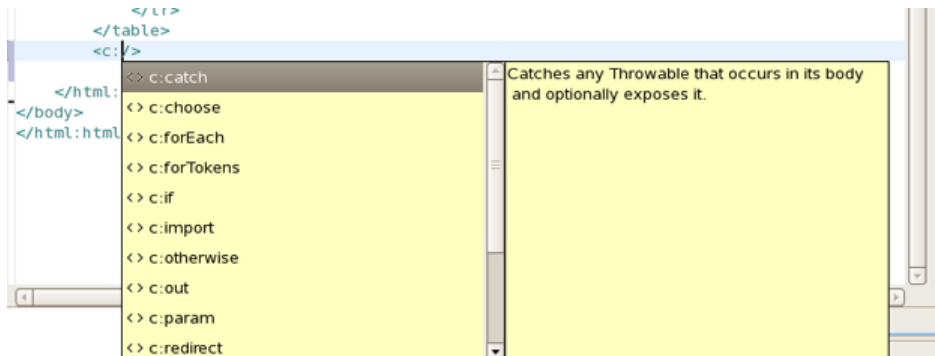 </tr>
</table>
<c:/>
</html:
</body>
</html:html
<> c:catch
<> c:choose
<> c:forEach
<> c:forTokens
<> c:if
<> c:import
<> c:otherwise
<> c:out
<> c:param
<> c:redirect
Catches any Throwable that occurs in its body
and optionally exposes it.